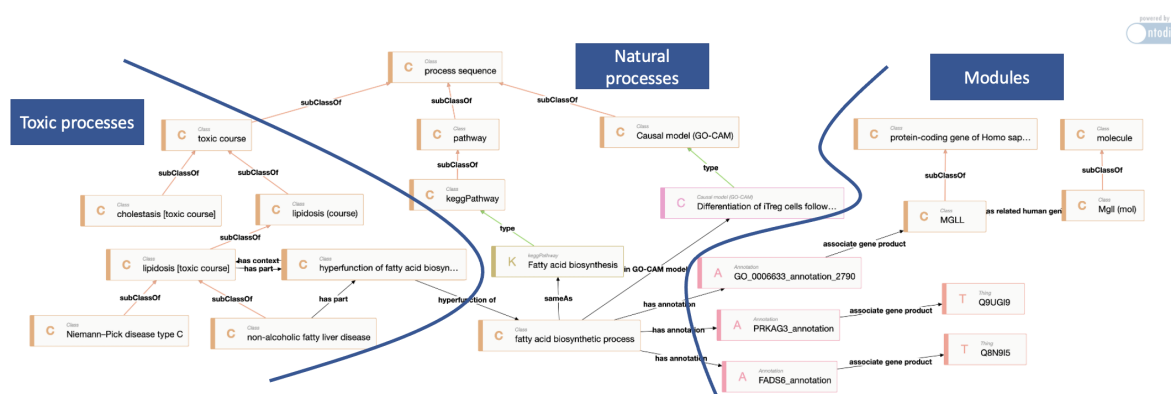 powered by
Natural
processes
Modules
Toxic processes
C
Class
process sequence
subClassOf
subClassOf
subClassOf
C
Class
toxic course
C
Class
pathway
C
Class
Causal model (GO-CAM)
C
Class
protein-coding gene of Homo sap...
C
Class
molecule
subClassOf
subClassOf
subClassOf
type
subClassOf
subClassOf
C
Class
cholestasis [toxic course]
C
Class
lipidosis (course)
C
Class
keggPathway
C
Causal model (GO-CAM)
Differentiation of iTreg cells follow...
C
Class
MGLL
as related human gen
C
Class
Mgll (mol)
subClassOf
type
associate gene product
C
Class
lipidosis [toxic course]
has context
has part
C
Class
hyperfunction of fatty acid biosyn...
K
keggPathway
Fatty acid biosynthesis
in GO-CAM model
A
Annotation
GO_0006633_annotation_2790
subClassOf
subClassOf
has part
hyperfunction of
sameAs
has annotation
associate gene product
T
Thing
Q9UGI9
C
Class
Niemann–Pick disease type C
C
Class
non-alcoholic fatty liver disease
C
Class
fatty acid biosynthetic process
has annotation
A
Annotation
PRKAG3_annotation
has annotation
associate gene product
T
Thing
Q8N9I5
A
Annotation
FADS6_annotation